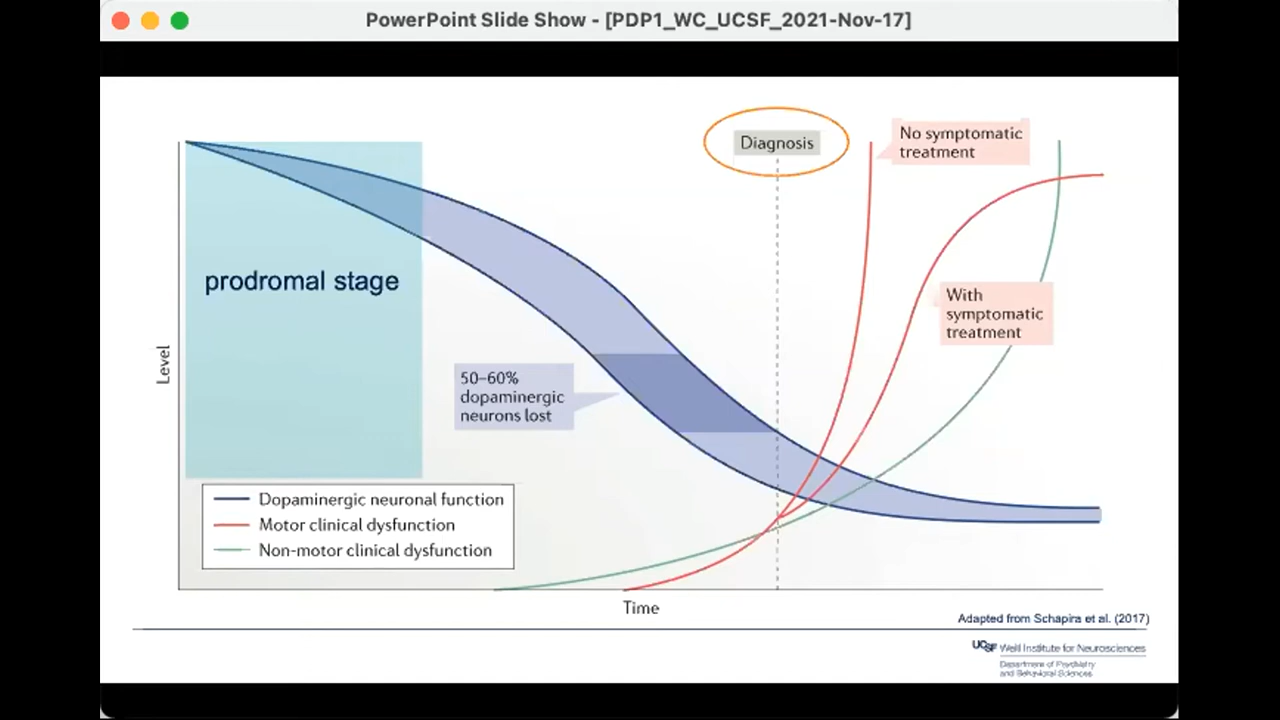 PowerPoint Slide Show - [PDP1_WC_UCSF_2021-Nov-17]
Diagnosis
No symptomatic
treatment
prodromal stage
With
symptomatic
treatment
Level
50–60%
dopaminergic
neurons lost
Dopaminergic neuronal function
Motor clinical dysfunction
Non-motor clinical dysfunction
Time
Adapted from Schapira et al. (2017)
UCSF Weill Institute for Neurosciences
Department of Psychiatry
and Behavioral Sciences